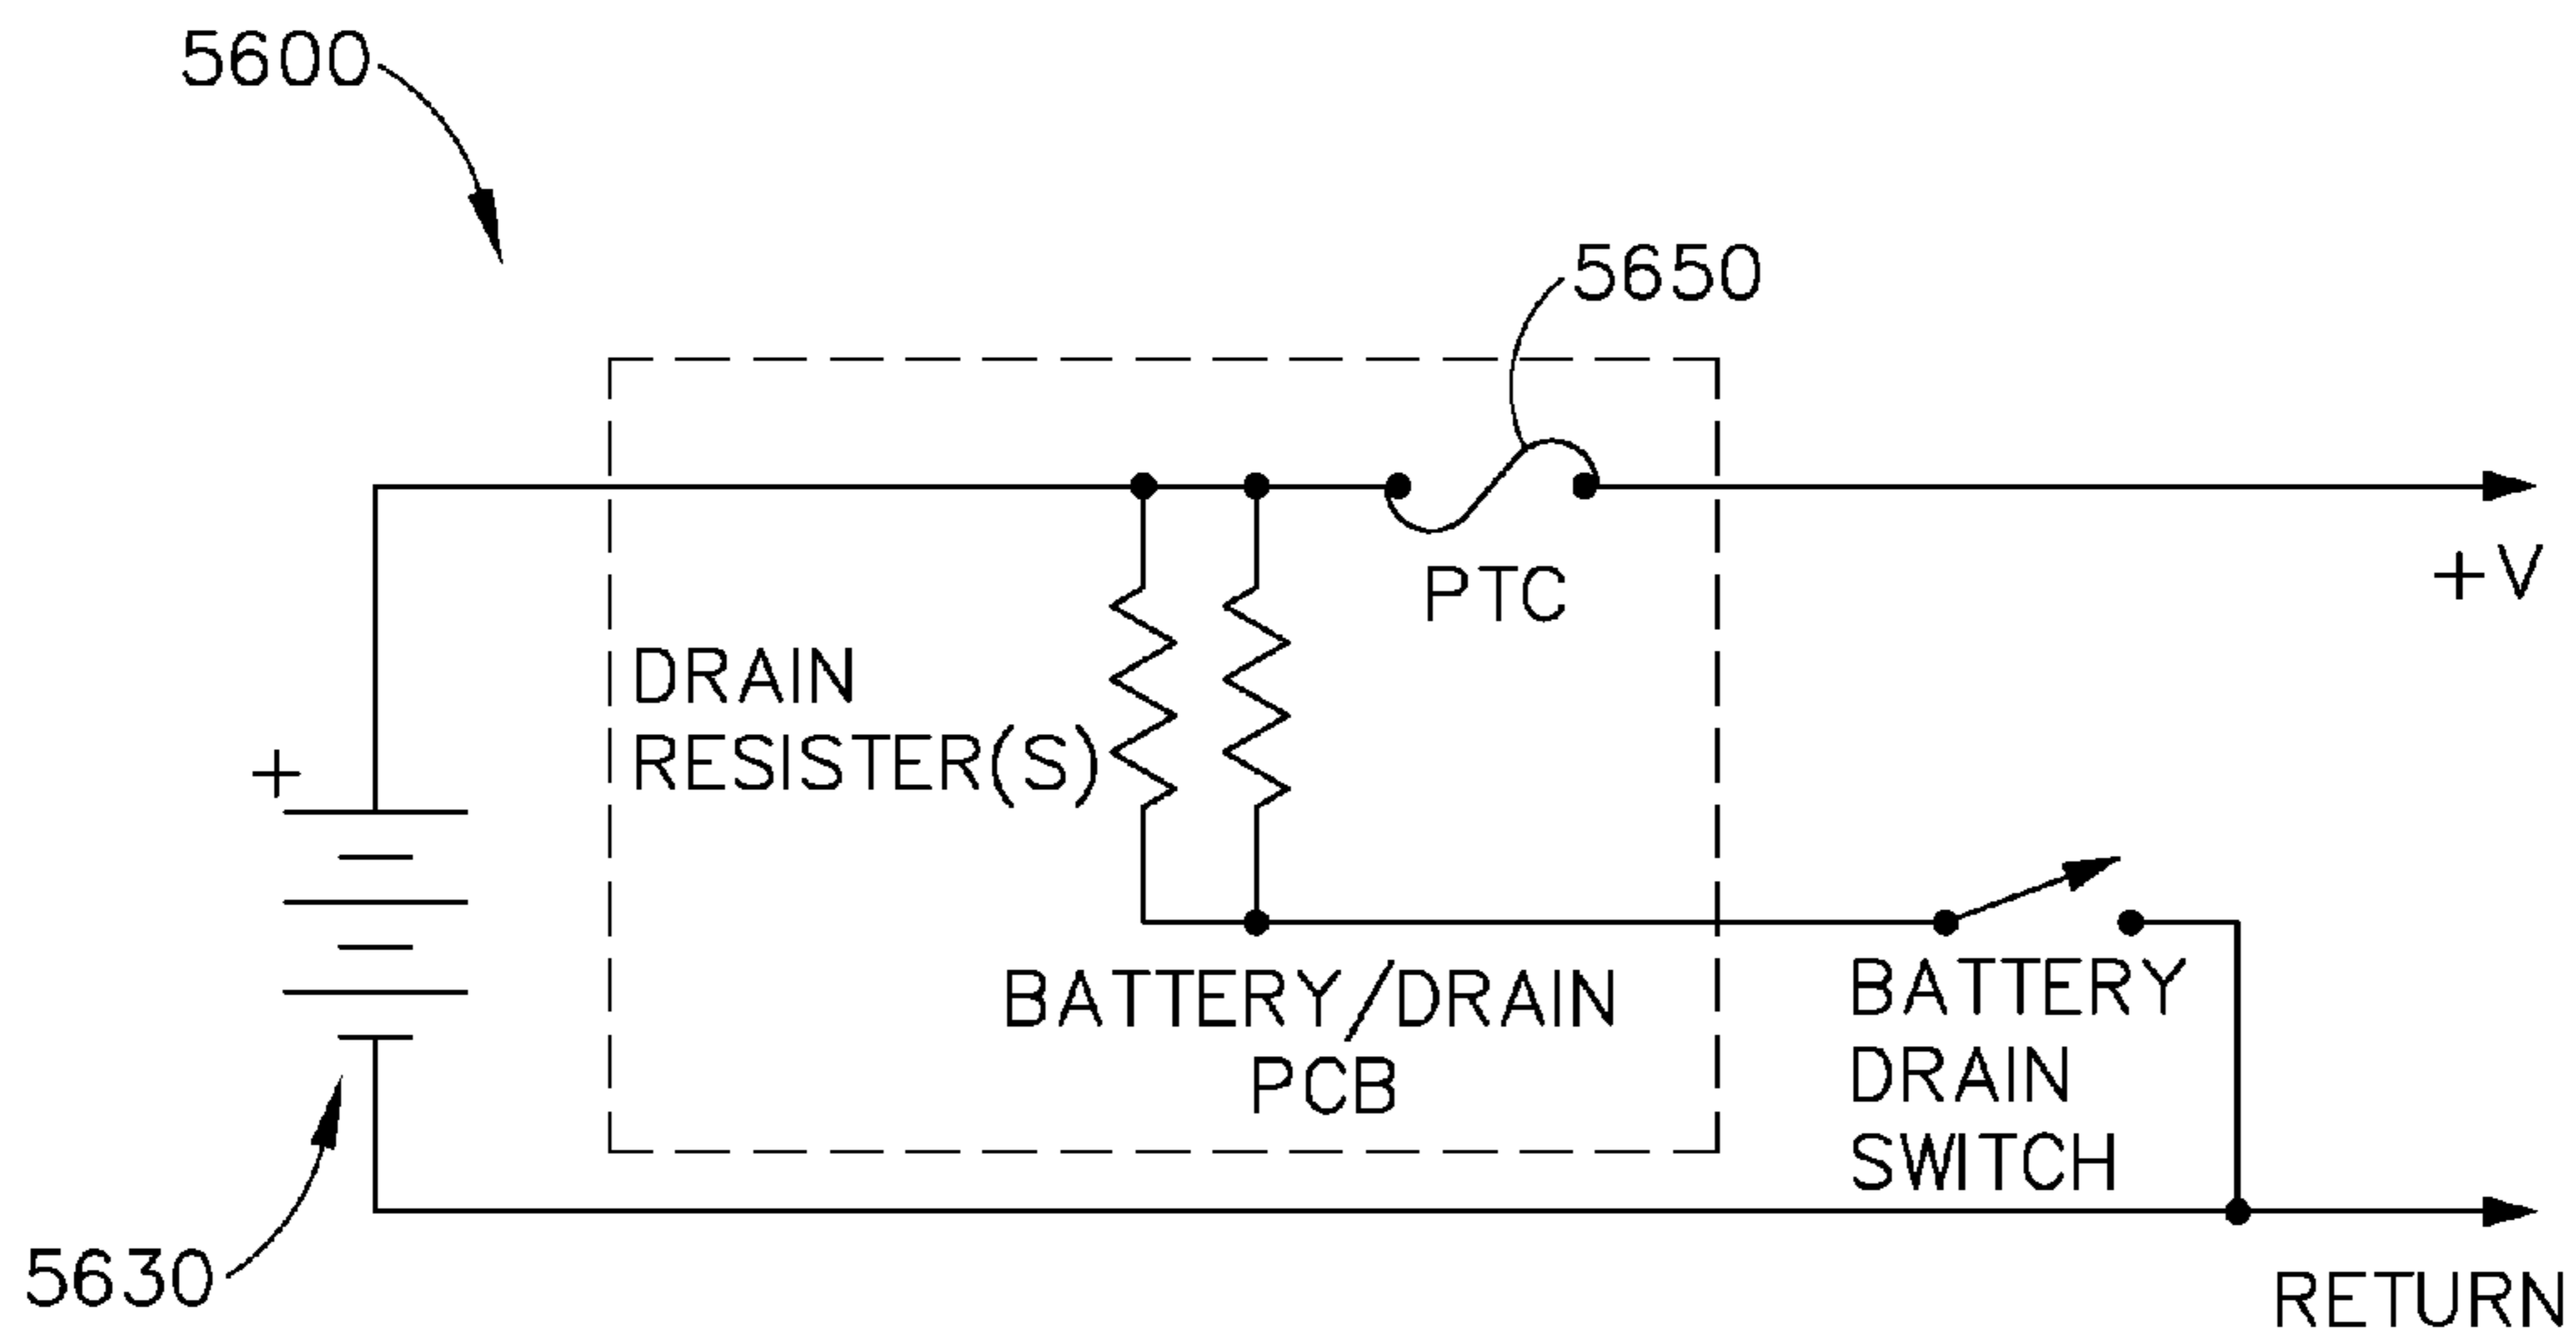 5600
5650
+V
PTC
DRAIN
RESISTER(S)
+
BATTERY/DRAIN
PCB
BATTERY
DRAIN
SWITCH
5630
RETURN